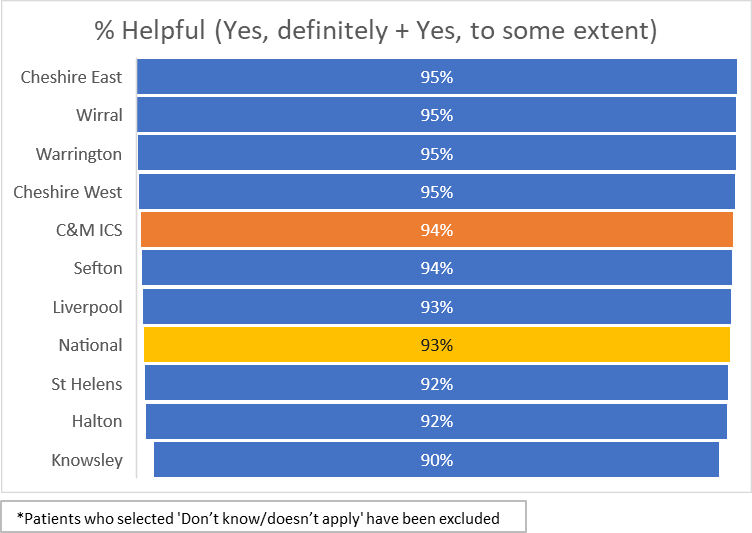 % Helpful (Yes, definitely + Yes, to some extent)
Cheshire East 95%
Wirral 95%
Warrington 95%
Cheshire West 95%
C&M ICS 94%
Sefton 94%
Liverpool 93%
National 93%
St Helens 92%
Halton 92%
Knowsley 90%
*Patients who selected 'Don’t know/doesn’t apply' have been excluded